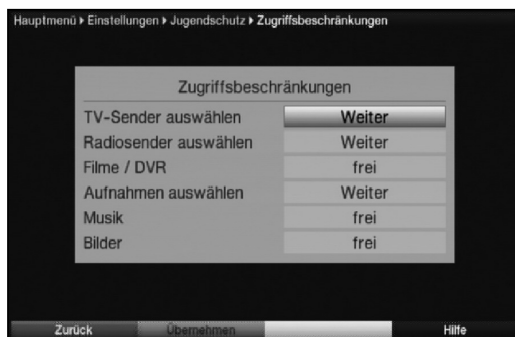 Hauptmenü ▸ Einstellungen ▸ Jugendschutz ▸ Zugriffsbeschränkungen
Zugriffsbeschränkungen
TV-Sender auswählen Weiter
Radiosender auswählen Weiter
Filme / DVR frei
Aufnahmen auswählen Weiter
Musik frei
Bilder frei
Zurück Übernehmen Hilfe